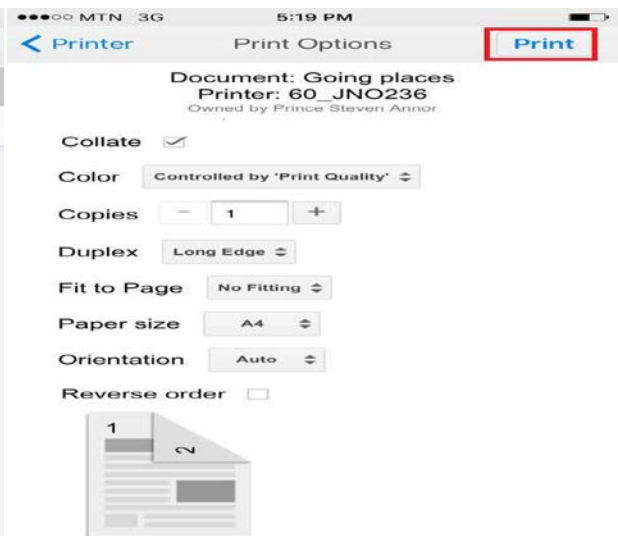 ●●●○○ MTN 3G 5:19 PM
Printer Print Options Print
Document: Going places
Printer: 60_JNO236
Owned by Prince Steven Annor
Collate
Color Controlled by 'Print Quality'
Copies - 1 +
Duplex Long Edge
Fit to Page No Fitting
Paper size A4
Orientation Auto
Reverse order
1
2